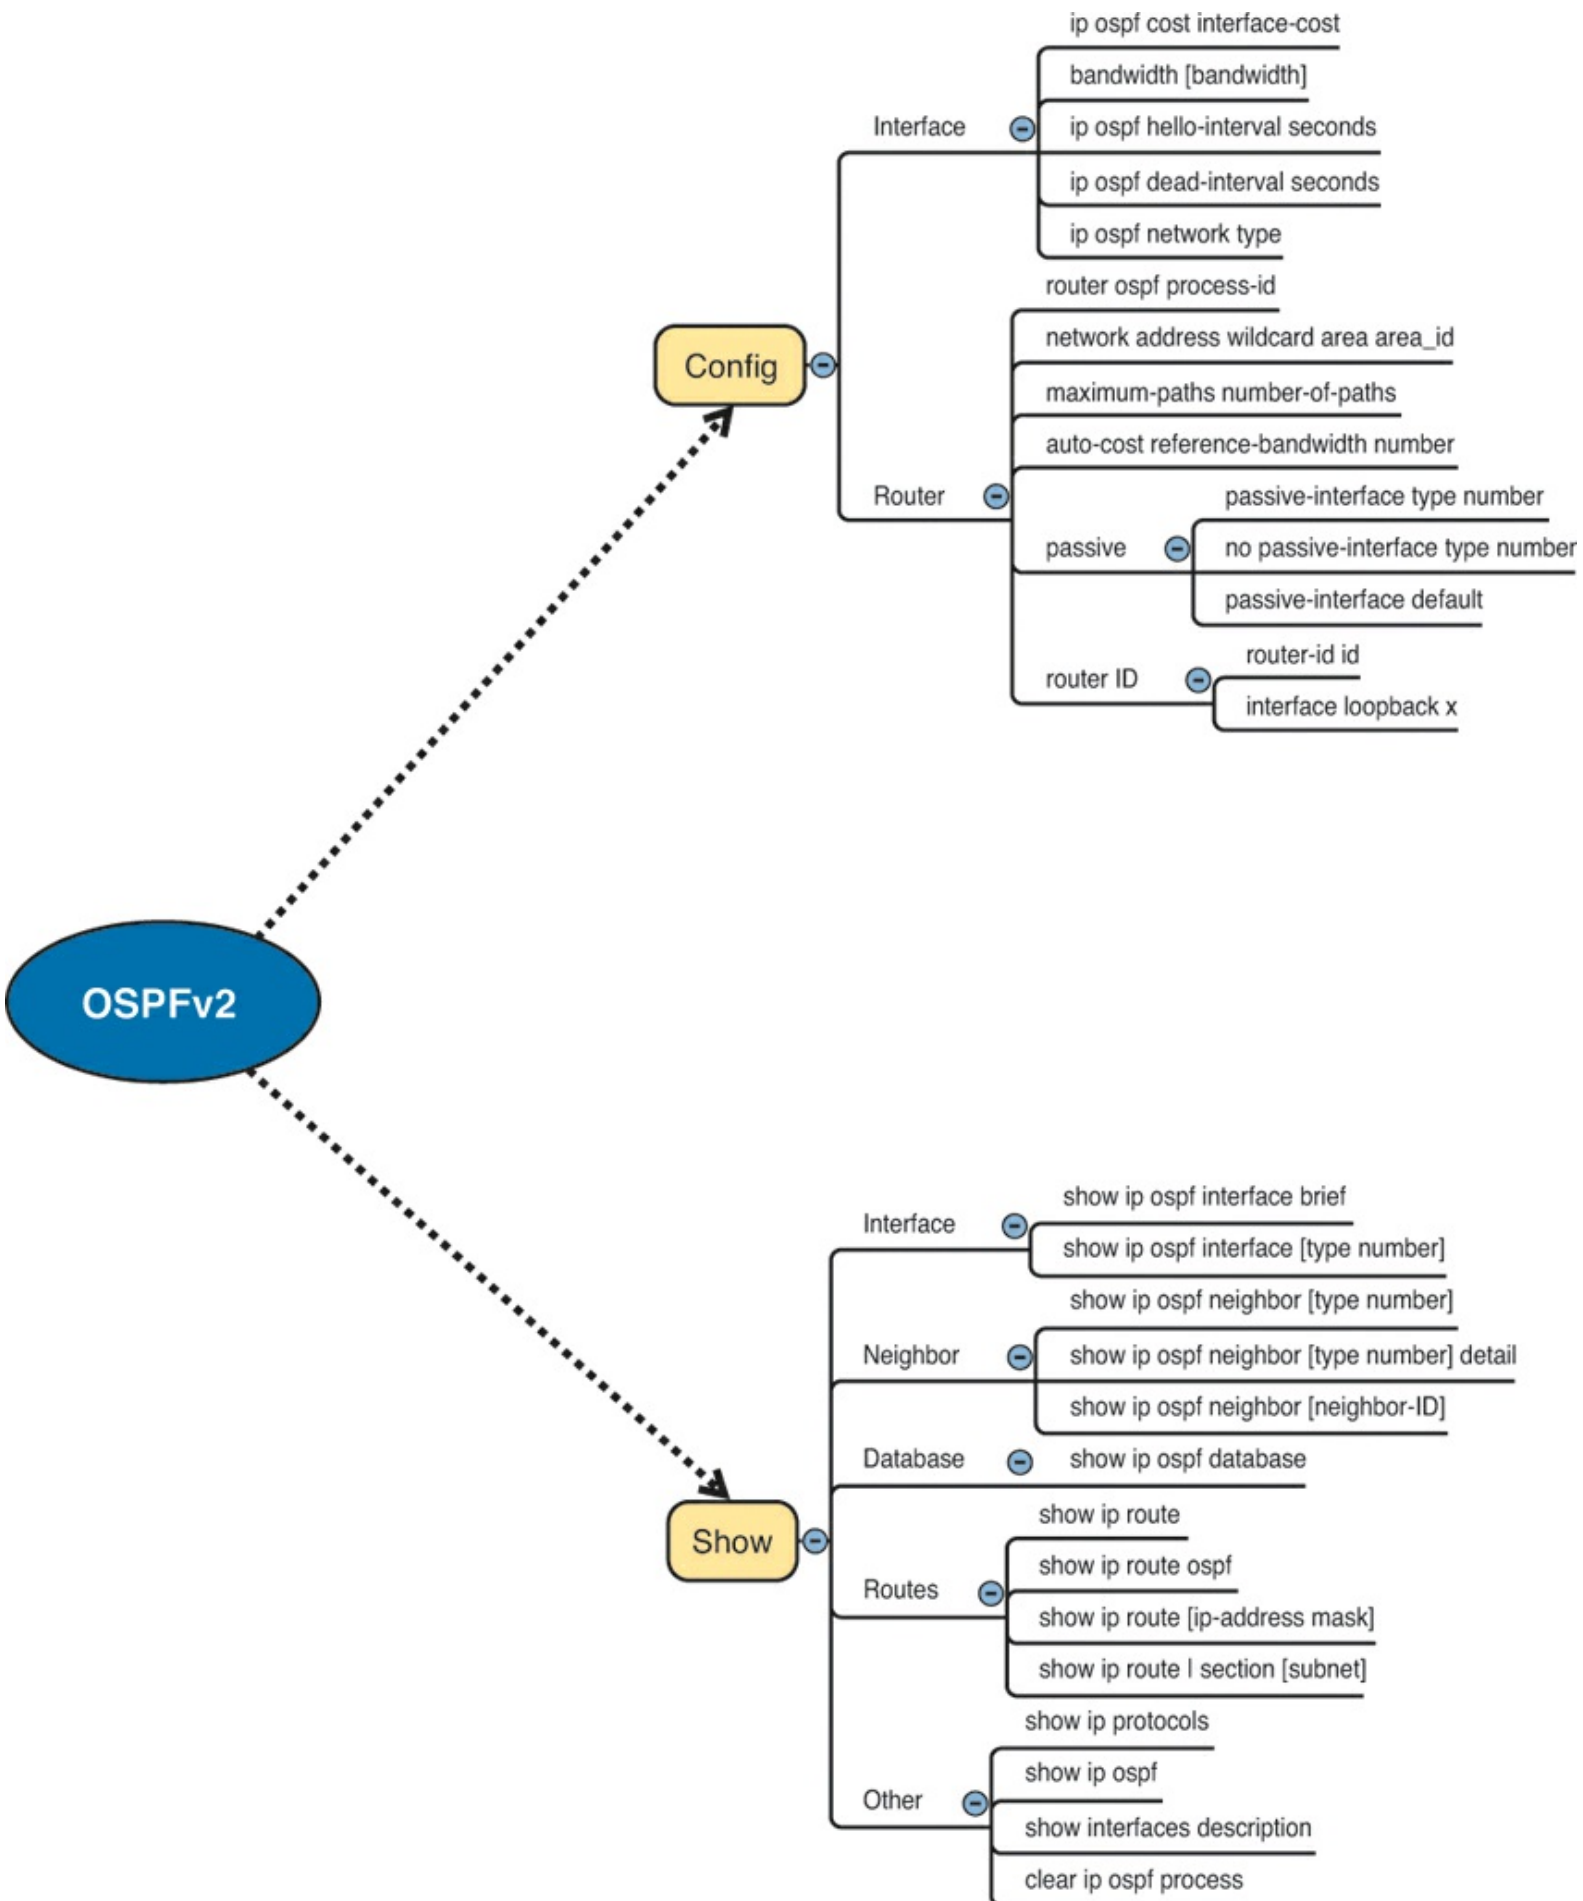 ip ospf cost interface-cost
bandwidth [bandwidth]
Interface
ip ospf hello-interval seconds
ip ospf dead-interval seconds
ip ospf network type
router ospf process-id
network address wildcard area area_id
Config
maximum-paths number-of-paths
auto-cost reference-bandwidth number
Router
passive-interface type number
passive
no passive-interface type number
passive-interface default
router-id id
router ID
interface loopback x
OSPFv2
show ip ospf interface brief
Interface
show ip ospf interface [type number]
show ip ospf neighbor [type number]
Neighbor
show ip ospf neighbor [type number] detail
show ip ospf neighbor [neighbor-ID]
Database
show ip ospf database
Show
show ip route
show ip route ospf
Routes
show ip route [ip-address mask]
show ip route | section [subnet]
show ip protocols
show ip ospf
Other
show interfaces description
clear ip ospf process